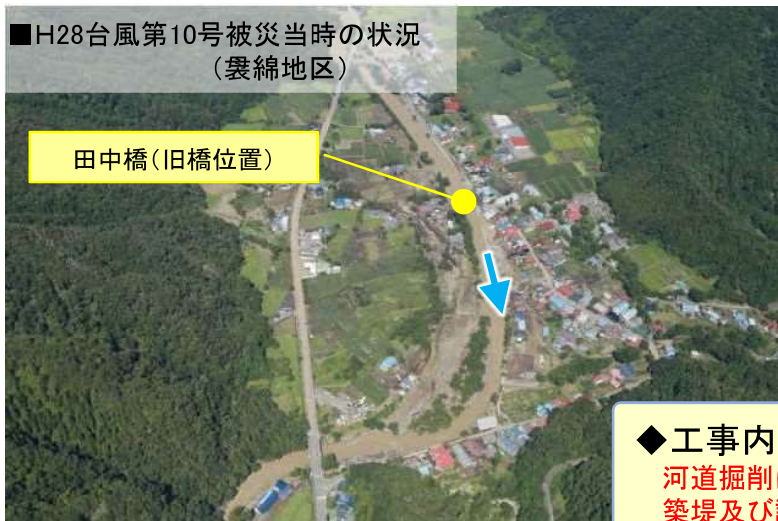 ■H28台風第10号被災当時の状況
（袰綿地区）
田中橋（旧橋位置）
◆工事内
河道掘削
築堤及び